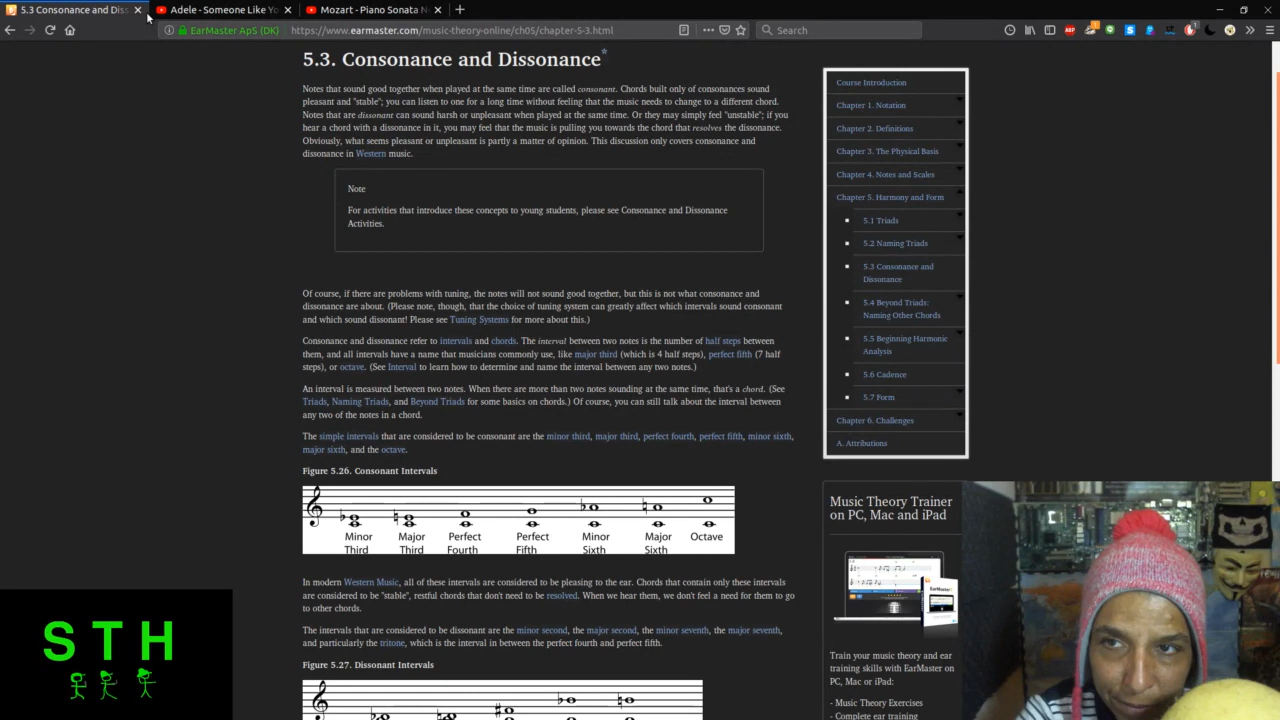 5.3 Consonance and Diss
Adele - Someone Like Yo
Mozart - Piano Sonata N
EarMaster ApS (DK)
https://www.earmaster.com/music-theory-online/ch05/chapter-5-3.html
Search
5.3. Consonance and Dissonance*
Notes that sound good together when played at the same time are called consonant. Chords built only of consonances sound
pleasant and "stable"; you can listen to one for a long time without feeling that the music needs to change to a different chord.
Notes that are dissonant can sound harsh or unpleasant when played at the same time. Or they may simply feel "unstable"; if you
hear a chord with a dissonance in it, you may feel that the music is pulling you towards the chord that resolves the dissonance.
Obviously, what seems pleasant or unpleasant is partly a matter of opinion. This discussion only covers consonance and
dissonance in Western music.
Note
For activities that introduce these concepts to young students, please see Consonance and Dissonance
Activities.
Of course, if there are problems with tuning, the notes will not sound good together, but this is not what consonance and
dissonance are about. (Please note, though, that the choice of tuning system can greatly affect which intervals sound consonant
and which sound dissonant! Please see Tuning Systems for more about this.)
Consonance and dissonance refer to intervals and chords. The interval between two notes is the number of half steps between
them, and all intervals have a name that musicians commonly use, like major third (which is 4 half steps), perfect fifth (7 half
steps), or octave. (See Interval to learn how to determine and name the interval between any two notes.)
An interval is measured between two notes. When there are more than two notes sounding at the same time, that's a chord. (See
Triads, Naming Triads, and Beyond Triads for some basics on chords.) Of course, you can still talk about the interval between
any two of the notes in a chord.
The simple intervals that are considered to be consonant are the minor third, major third, perfect fourth, perfect fifth, minor sixth,
major sixth, and the octave.
Figure 5.26. Consonant Intervals
Minor Major Perfect Perfect Minor Major Octave
Third Third Fourth Fifth Sixth Sixth
In modern Western Music, all of these intervals are considered to be pleasing to the ear. Chords that contain only these intervals
are considered to be "stable", restful chords that don't need to be resolved. When we hear them, we don't feel a need for them to go
to other chords.
The intervals that are considered to be dissonant are the minor second, the major second, the minor seventh, the major seventh,
and particularly the tritone, which is the interval in between the perfect fourth and perfect fifth.
Figure 5.27. Dissonant Intervals
Course Introduction
Chapter 1. Notation
Chapter 2. Definitions
Chapter 3. The Physical Basis
Chapter 4. Notes and Scales
Chapter 5. Harmony and Form
5.1 Triads
5.2 Naming Triads
5.3 Consonance and
Dissonance
5.4 Beyond Triads:
Naming Other Chords
5.5 Beginning Harmonic
Analysis
5.6 Cadence
5.7 Form
Chapter 6. Challenges
A. Attributions
Music Theory Trainer
on PC, Mac and iPad
Train your music theory and ear
training skills with EarMaster on
PC, Mac or iPad:
- Music Theory Exercises
- Complete ear training
STH